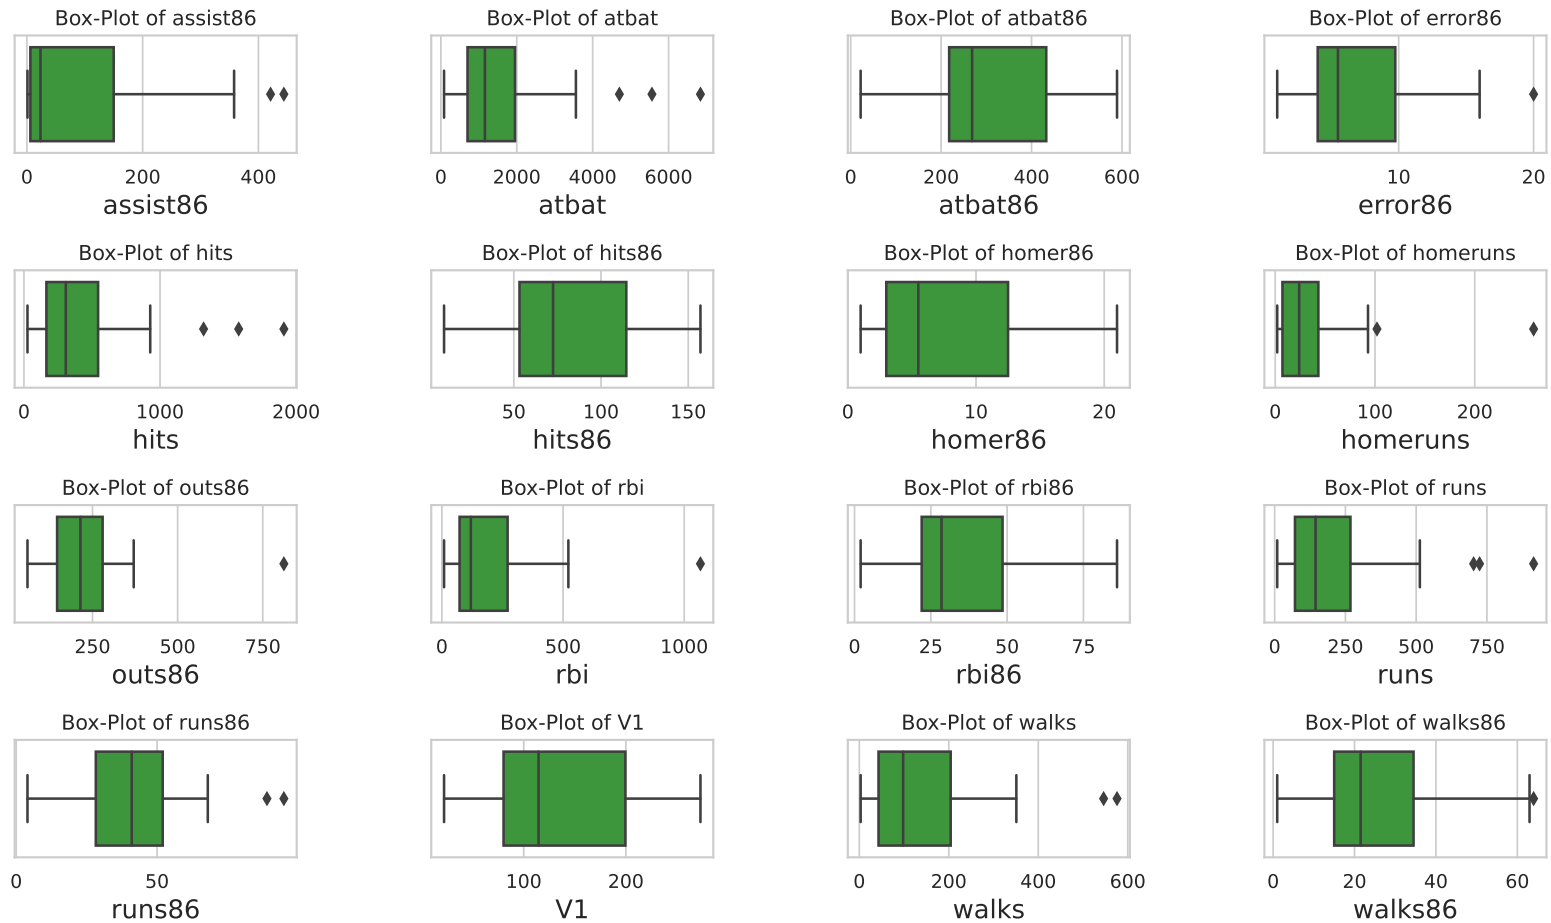 Box-Plot of assist86
Box-Plot of atbat
Box-Plot of atbat86
Box-Plot of error86
0 200 400
0 2000 4000 6000
0 200 400 600
10 20
assist86
atbat
atbat86
error86
Box-Plot of hits
Box-Plot of hits86
Box-Plot of homer86
Box-Plot of homeruns
0 1000 2000
50 100 150
0 10 20
0 100 200
hits
hits86
homer86
homeruns
Box-Plot of outs86
Box-Plot of rbi
Box-Plot of rbi86
Box-Plot of runs
250 500 750
0 500 1000
0 25 50 75
0 250 500 750
outs86
rbi
rbi86
runs
Box-Plot of runs86
Box-Plot of V1
Box-Plot of walks
Box-Plot of walks86
0 50
100 200
0 200 400 600
0 20 40 60
runs86
V1
walks
walks86